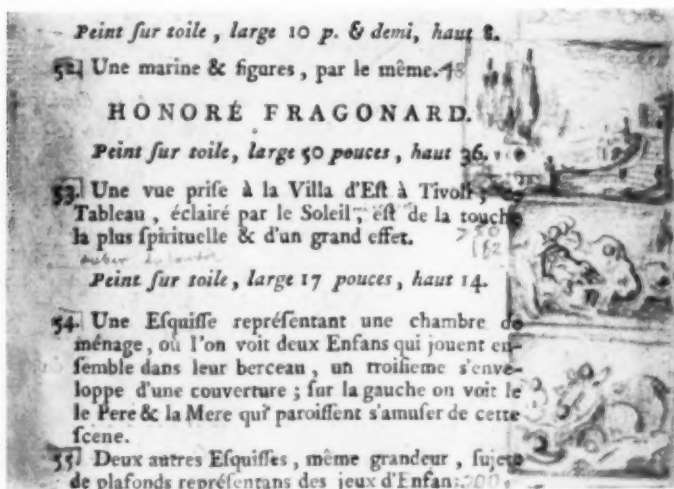 Peint ſur toile, large 10 p. & demi, haut 8.
52. Une marine & figures, par le même.
HONORÉ FRAGONARD.
Peint ſur toile, large 50 pouces, haut 36.
53. Une vue priſe à la Villa d'Eſt à Tivoli;
Tableau, éclairé par le Soleil, eſt de la touche
la plus ſpirituelle & d'un grand effet.
Peint ſur toile, large 17 pouces, haut 14.
54. Une Eſquiſſe repréſentant une chambre de
ménage, où l'on voit deux Enfans qui jouent en-
ſemble dans leur berceau, un troiſieme s'enve-
loppe d'une couverture; ſur la gauche on voit le
le Pere & la Mere qui paroiſſent s'amuſer de cette
ſcene.
55. Deux autres Eſquiſſes, même grandeur, ſujets
de plafonds repréſentans des jeux d'Enfans